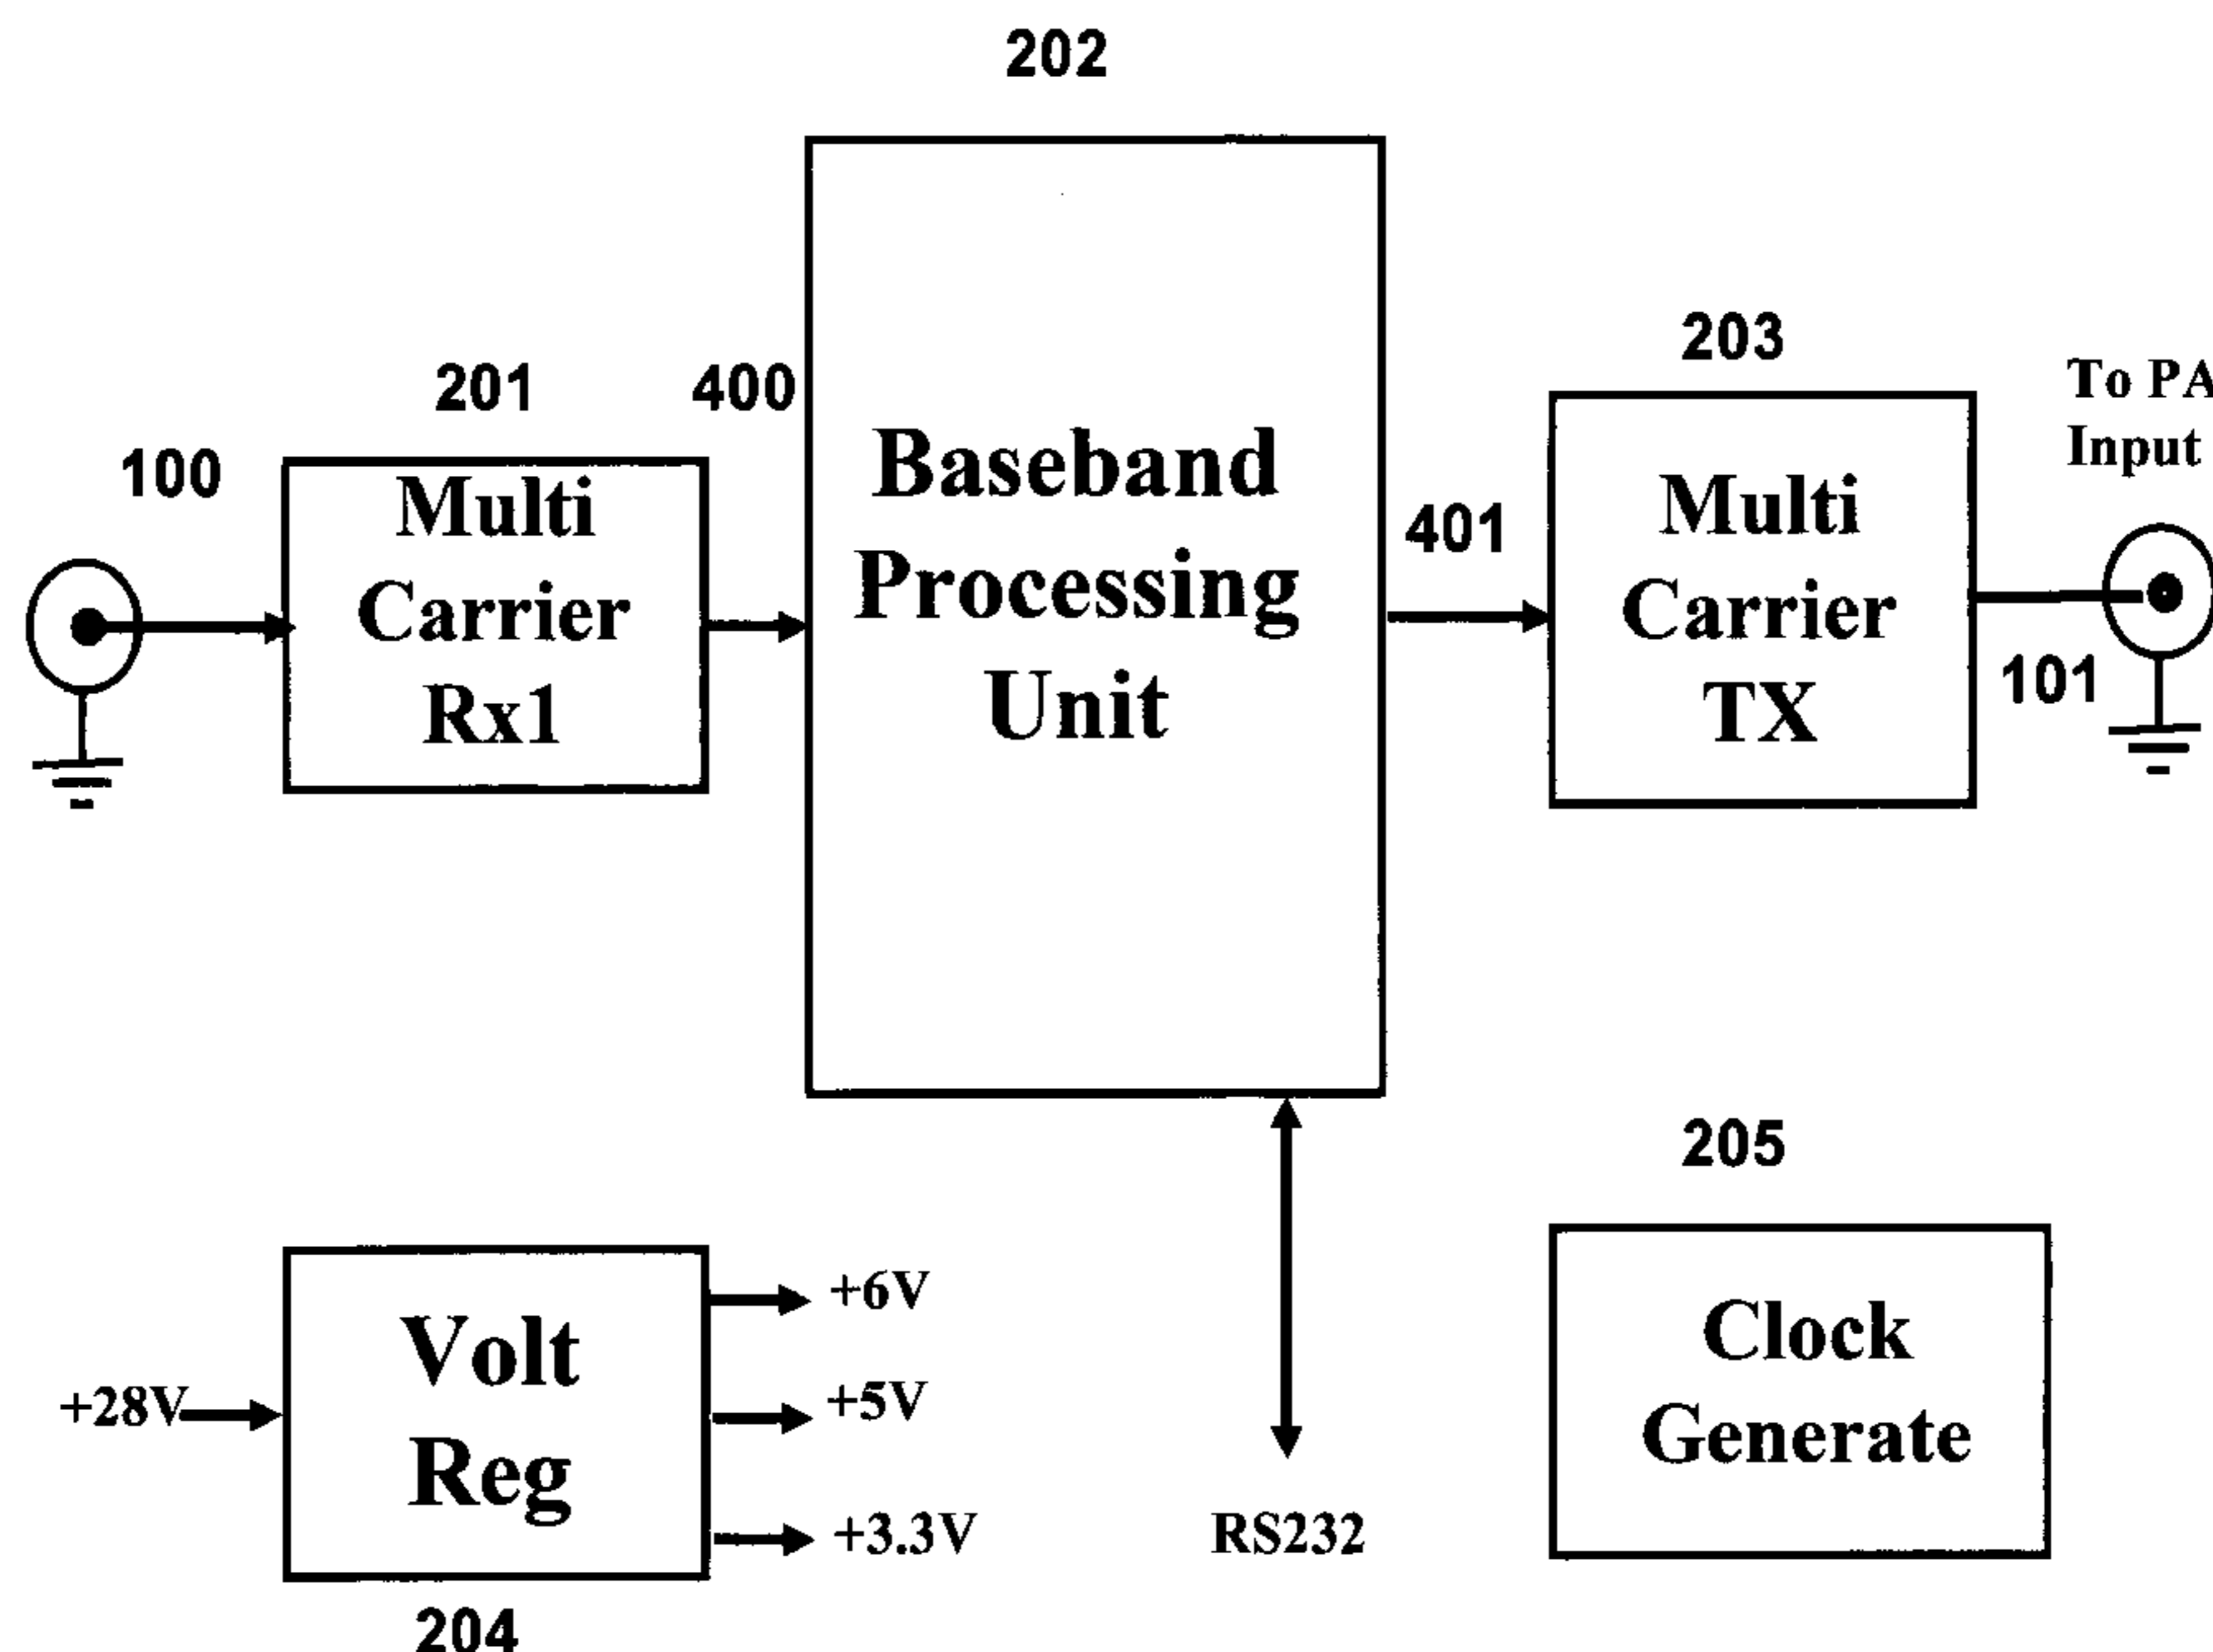 202
203
To PA
Input
201
400
100
Multi
Carrier
Rx1
Baseband
Processing
Unit
401
Multi
Carrier
TX
101
205
Volt
Reg
+28V
+6V
+5V
+3.3V
204
RS232
Clock
Generate